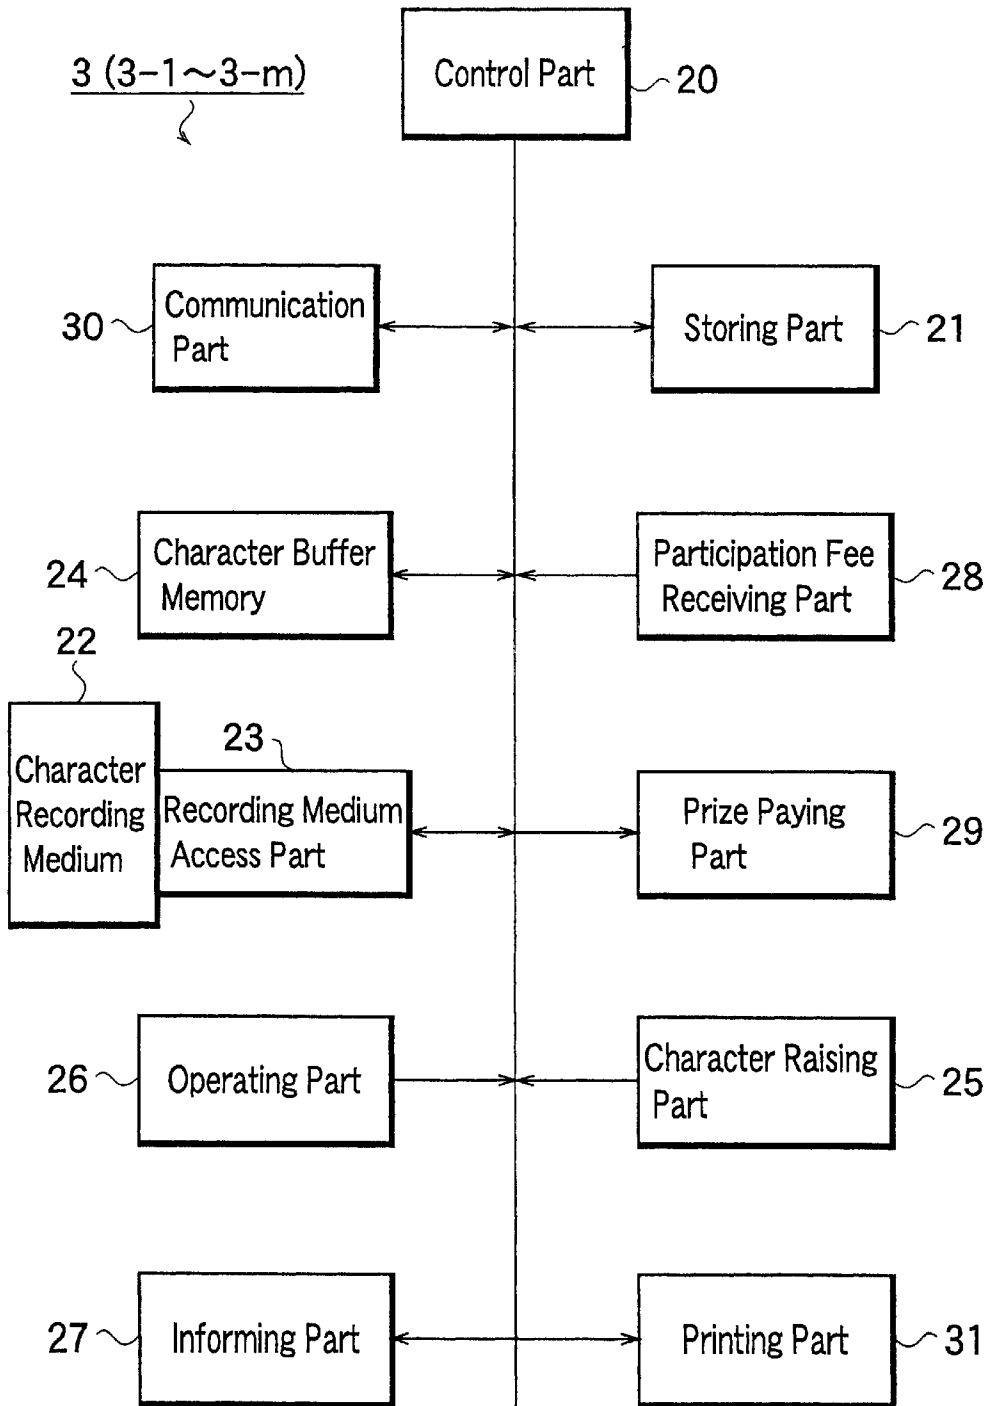 3 (3-1～3-m)
Control Part
20
30
Communication
Part
Storing Part
21
24
Character Buffer
Memory
Participation Fee
Receiving Part
28
22
Character
Recording
Medium
23
Recording Medium
Access Part
Prize Paying
Part
29
26
Operating Part
Character Raising
Part
25
27
Informing Part
Printing Part
31